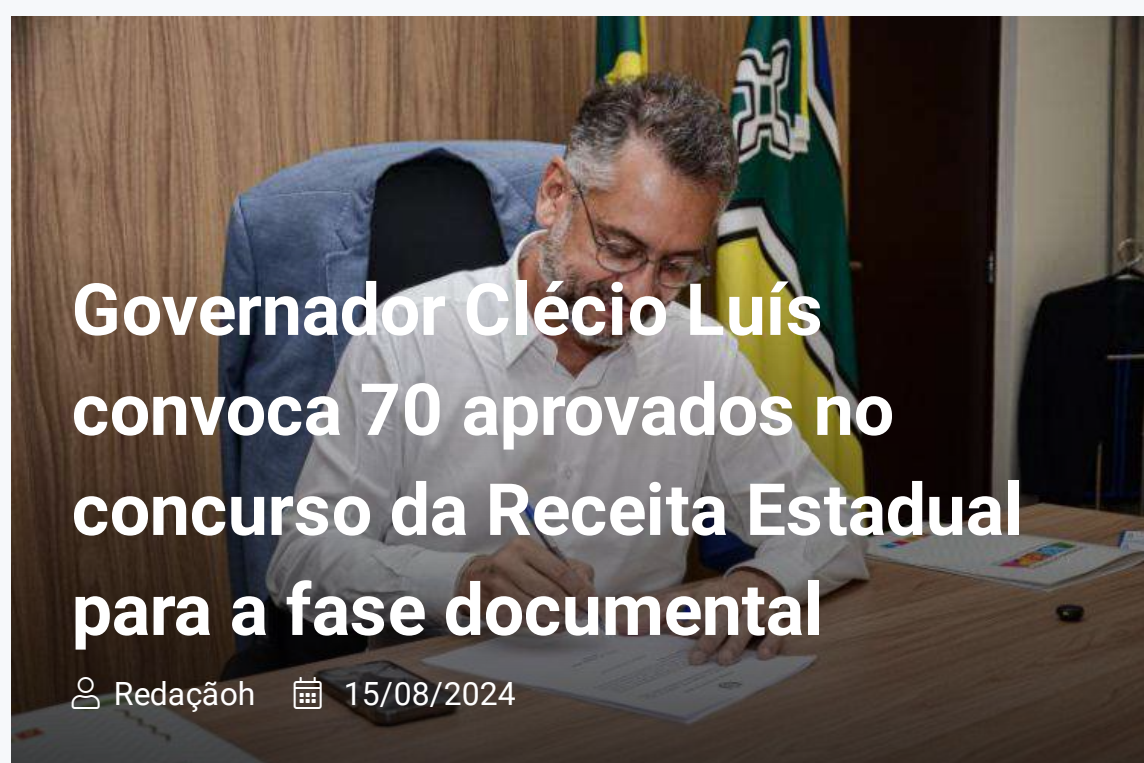 Governador Clécio Luís
convoca 70 aprovados no
concurso da Receita Estadual
para a fase documental
Redaçãoh 15/08/2024